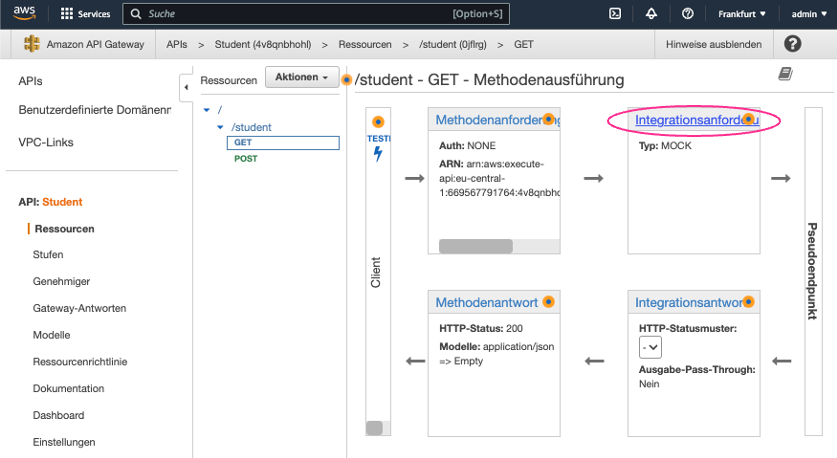 aws
Services
Suche
[Option+S]
Frankfurt
admin
Amazon API Gateway
APIs > Student (4v8qnbhohl) > Ressourcen > /student (0jflrg) > GET
Hinweise ausblenden
APIs
Benutzerdefinierte Domänenn
VPC-Links
API: Student
Ressourcen
Stufen
Genehmiger
Gateway-Antworten
Modelle
Ressourcenrichtlinie
Dokumentation
Dashboard
Einstellungen
Ressourcen
Aktionen
/
/student
GET
POST
/student - GET - Methodenausführung
TEST
Client
Methodenanforderung
Auth: NONE
ARN: arn:aws:execute-
api:eu-central-
1:669567791764:4v8qnbho
Integrationsanforderu
Typ: MOCK
Pseudoendpunkt
Methodenantwort
HTTP-Status: 200
Modelle: application/json
=> Empty
Integrationsantwor
HTTP-Statusmuster:
-
Ausgabe-Pass-Through:
Nein